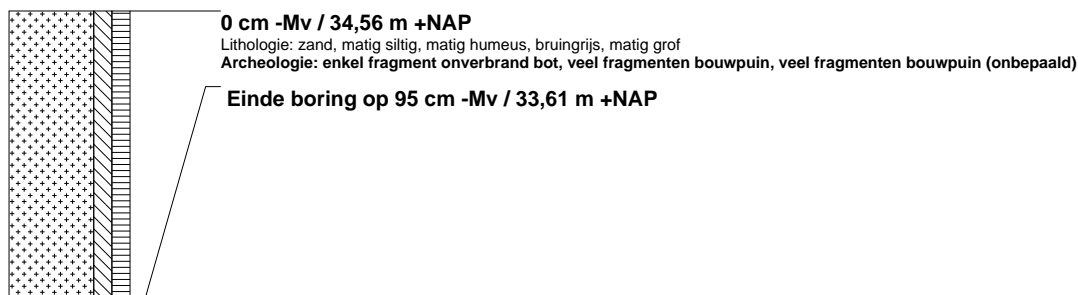 0 cm -Mv / 34,56 m +NAP
Lithologie: zand, matig siltig, matig humeus, bruingrijs, matig grof
Archeologie: enkel fragment onverbrand bot, veel fragmenten bouwpuin, veel fragmenten bouwpuin (onbepaald)
Einde boring op 95 cm -Mv / 33,61 m +NAP